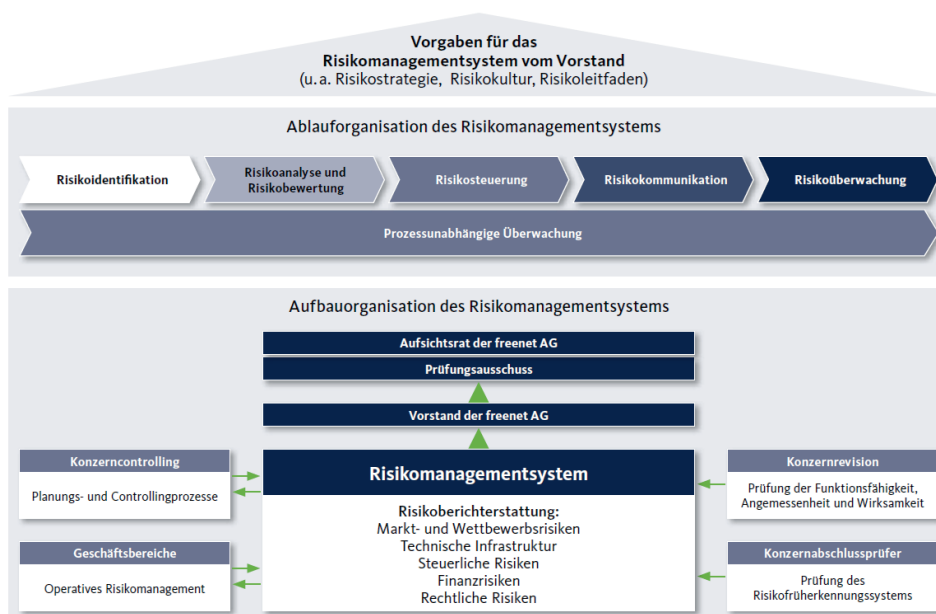 Vorgaben für das
Risikomanagementsystem vom Vorstand
(u. a. Risikostrategie, Risikokultur, Risikoleitfaden)
Ablauforganisation des Risikomanagementsystems
Risikoidentifikation
Risikoanalyse und
Risikobewertung
Risikosteuerung
Risikokommunikation
Risikoüberwachung
Prozessunabhängige Überwachung
Aufbauorganisation des Risikomanagementsystems
Aufsichtsrat der freenet AG
Prüfungsausschuss
Vorstand der freenet AG
Konzerncontrolling
Planungs- und Controllingprozesse
Geschäftsbereiche
Operatives Risikomanagement
Risikomanagementsystem
Risikoberichterstattung:
Markt- und Wettbewerbsrisiken
Technische Infrastruktur
Steuerliche Risiken
Finanzrisiken
Rechtliche Risiken
Konzernrevision
Prüfung der Funktionsfähigkeit,
Angemessenheit und Wirksamkeit
Konzernabschlussprüfer
Prüfung des
Risikofrüherkennungssystems